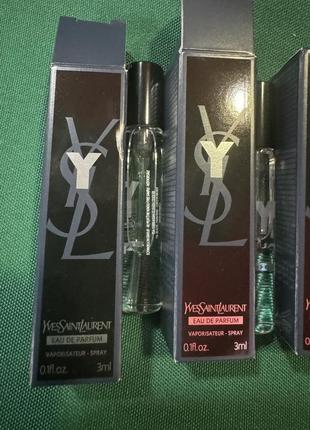 YSL
Y
YVESSAINTLAURENT
EAU DE PARFUM
VAPORISATEUR - SPRAY
0.1fl.oz. 3ml
YSL
Y
YVESSAINTLAURENT
EAU DE PARFUM
VAPORISATEUR - SPRAY
0.1fl.oz. 3ml